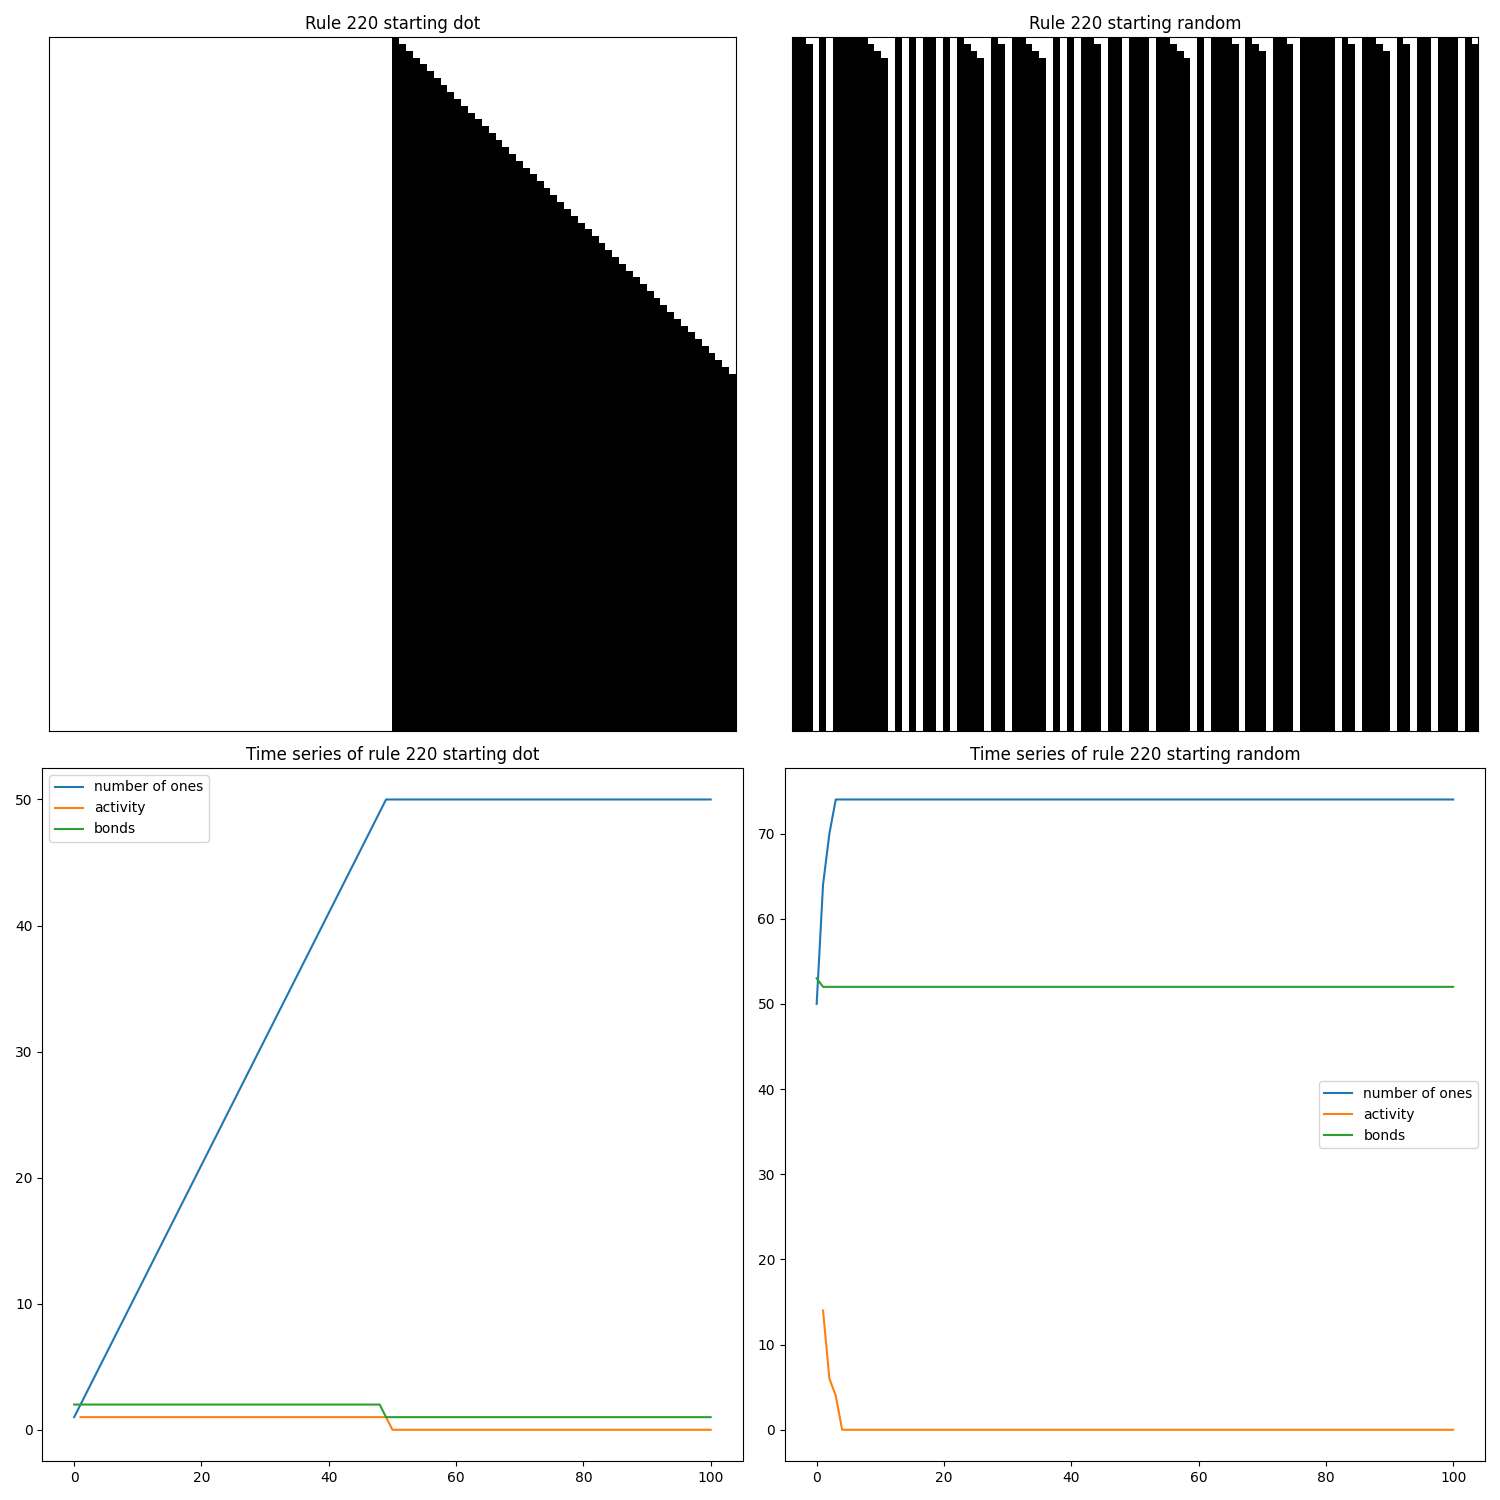 Rule 220 starting dot
Rule 220 starting random
Time series of rule 220 starting dot
number of ones
activity
bonds
50
40
30
20
10
0
0 20 40 60 80 100
Time series of rule 220 starting random
70
60
50
40
30
20
10
0
number of ones
activity
bonds
0 20 40 60 80 100